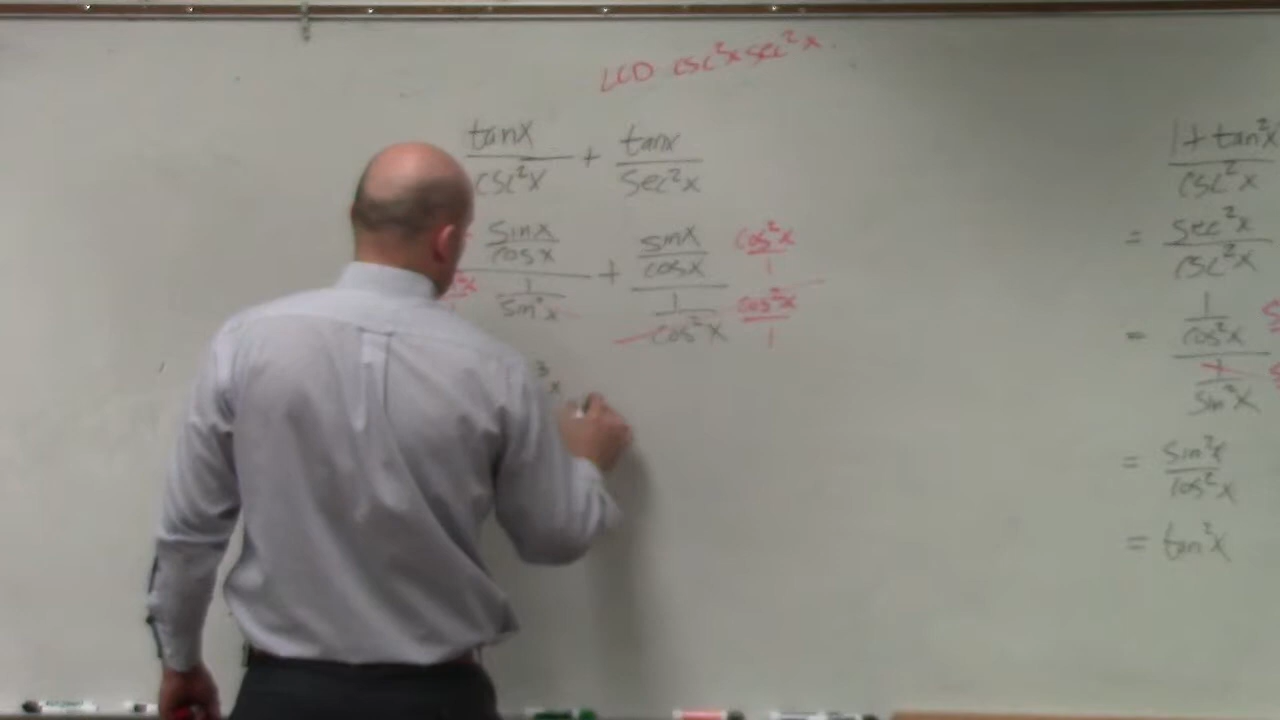 LCD csc²x sec²x
tanx/csc²x + tanx/sec²x
(sinx/cosx)/(1/sin²x) + (sinx/cosx)/(1/cos²x) (cos²x/1)/(cos²x/1)
³x
1+tan²x/csc²x
= sec²x/csc²x
= (1/cos²x)/(1/sin²x)
= sin²x/cos²x
= tan²x